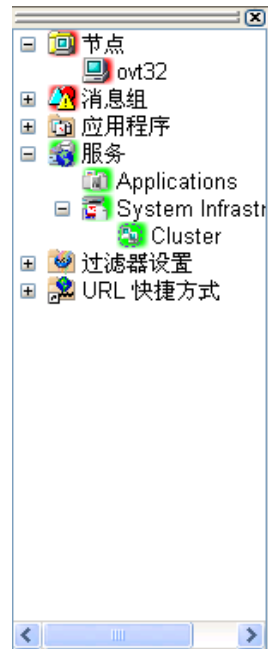 节点
ovt32
消息组
应用程序
服务
Applications
System Infrastr
Cluster
过滤器设置
URL 快捷方式